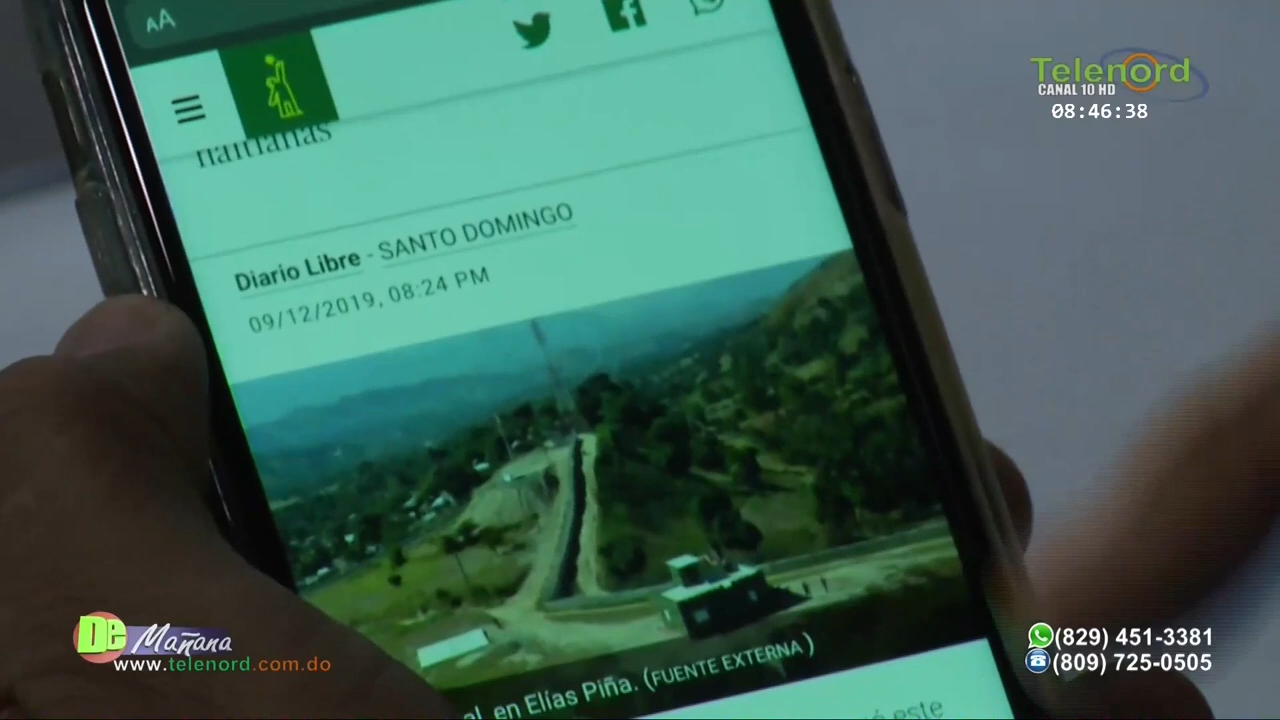 AA
Telenord
CANAL 10 HD
08:46:38
Diario Libre - SANTO DOMINGO
09/12/2019, 08:24 PM
en Elías Piña. (FUENTE EXTERNA)
este
De Mañana
www.telenord.com.do
(829) 451-3381
(809) 725-0505